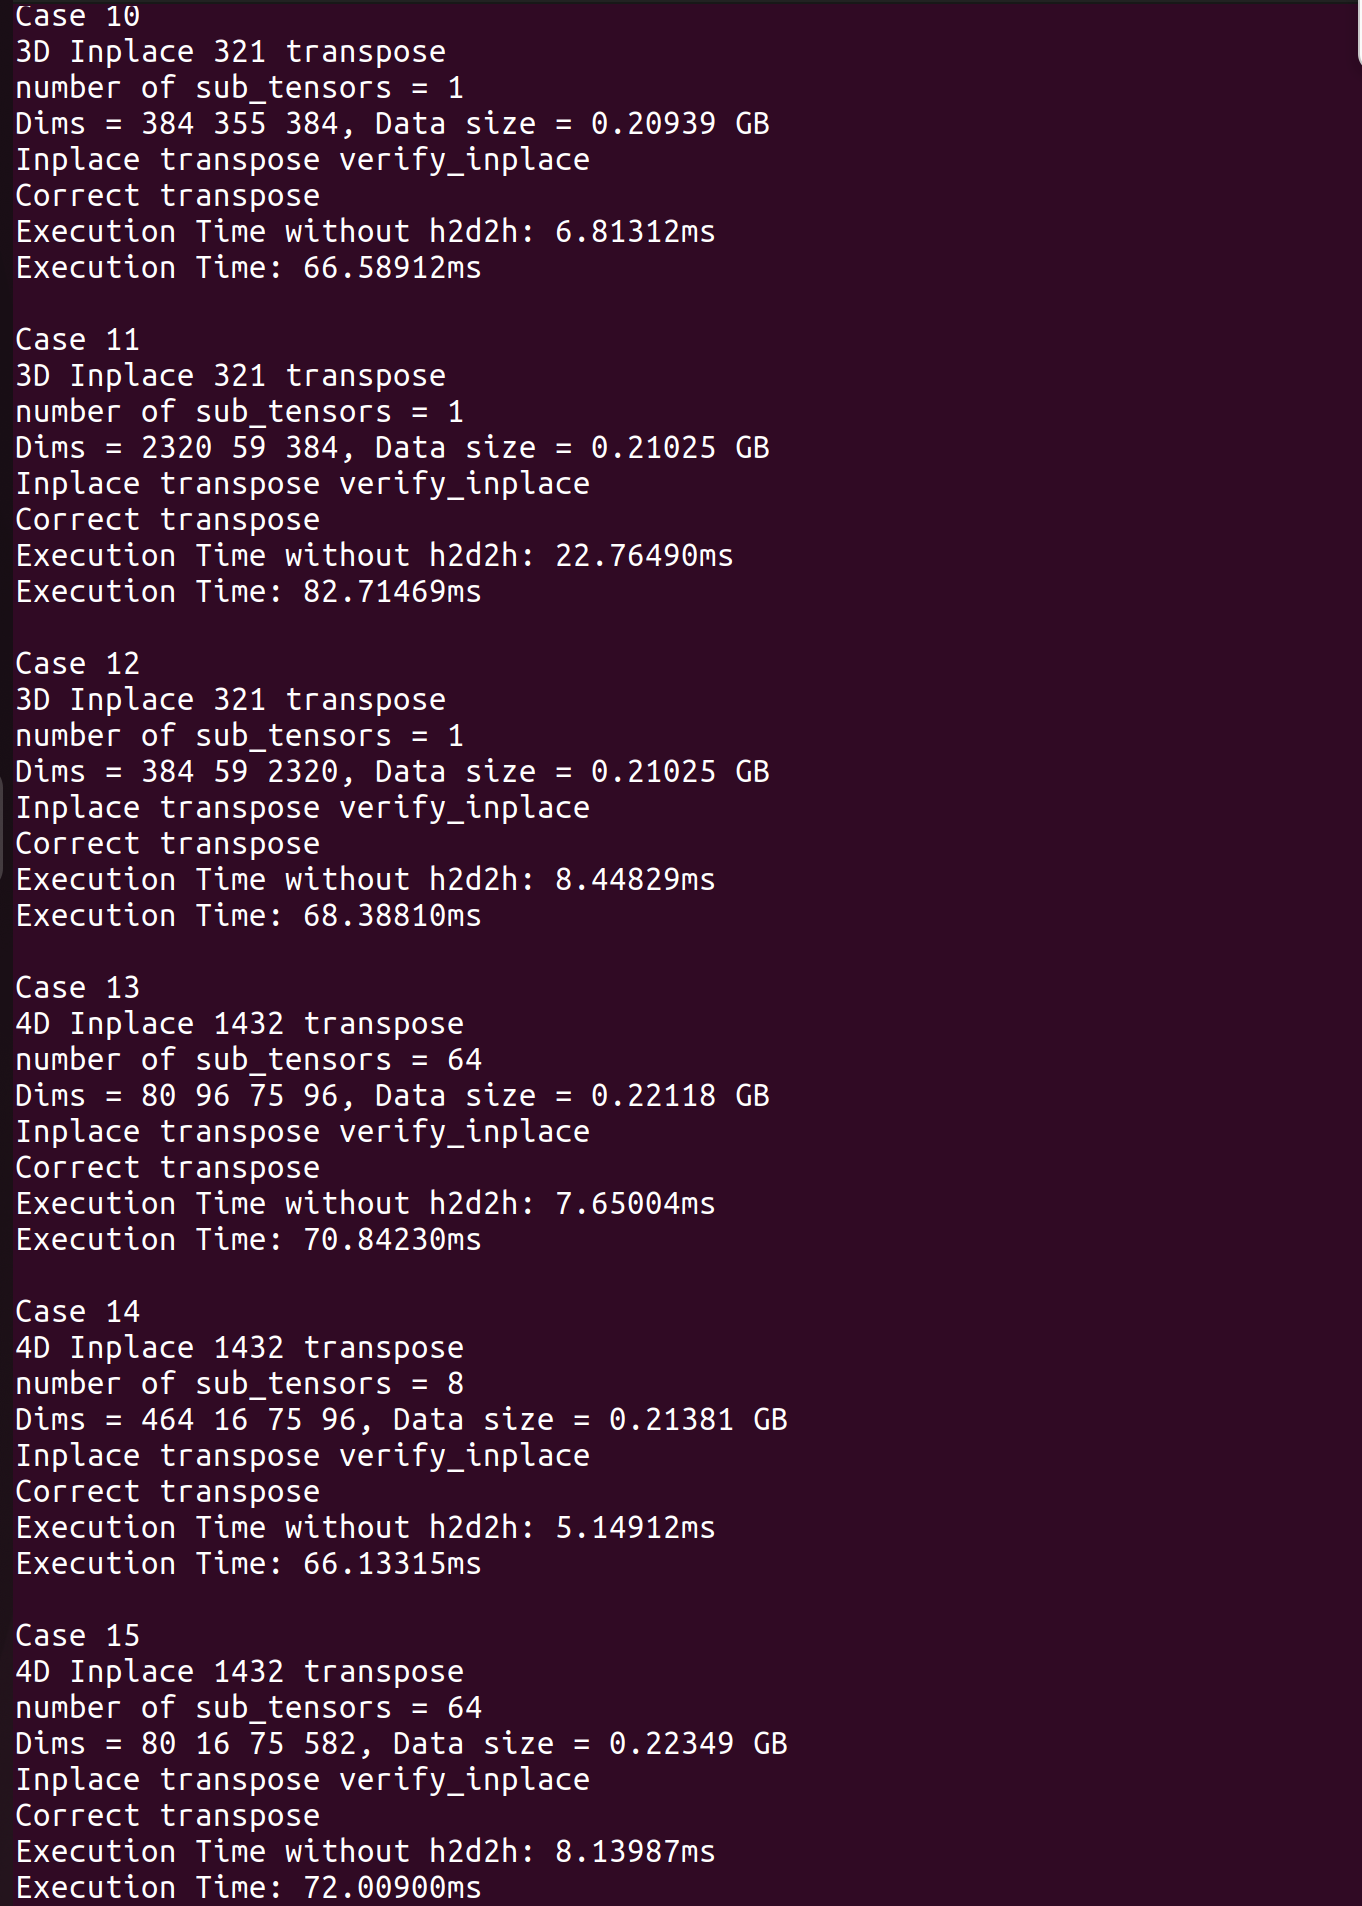 Case 10
3D Inplace 321 transpose
number of sub_tensors = 1
Dims = 384 355 384, Data size = 0.20939 GB
Inplace transpose verify_inplace
Correct transpose
Execution Time without h2d2h: 6.81312ms
Execution Time: 66.58912ms

Case 11
3D Inplace 321 transpose
number of sub_tensors = 1
Dims = 2320 59 384, Data size = 0.21025 GB
Inplace transpose verify_inplace
Correct transpose
Execution Time without h2d2h: 22.76490ms
Execution Time: 82.71469ms

Case 12
3D Inplace 321 transpose
number of sub_tensors = 1
Dims = 384 59 2320, Data size = 0.21025 GB
Inplace transpose verify_inplace
Correct transpose
Execution Time without h2d2h: 8.44829ms
Execution Time: 68.38810ms

Case 13
4D Inplace 1432 transpose
number of sub_tensors = 64
Dims = 80 96 75 96, Data size = 0.22118 GB
Inplace transpose verify_inplace
Correct transpose
Execution Time without h2d2h: 7.65004ms
Execution Time: 70.84230ms

Case 14
4D Inplace 1432 transpose
number of sub_tensors = 8
Dims = 464 16 75 96, Data size = 0.21381 GB
Inplace transpose verify_inplace
Correct transpose
Execution Time without h2d2h: 5.14912ms
Execution Time: 66.13315ms

Case 15
4D Inplace 1432 transpose
number of sub_tensors = 64
Dims = 80 16 75 582, Data size = 0.22349 GB
Inplace transpose verify_inplace
Correct transpose
Execution Time without h2d2h: 8.13987ms
Execution Time: 72.00900ms